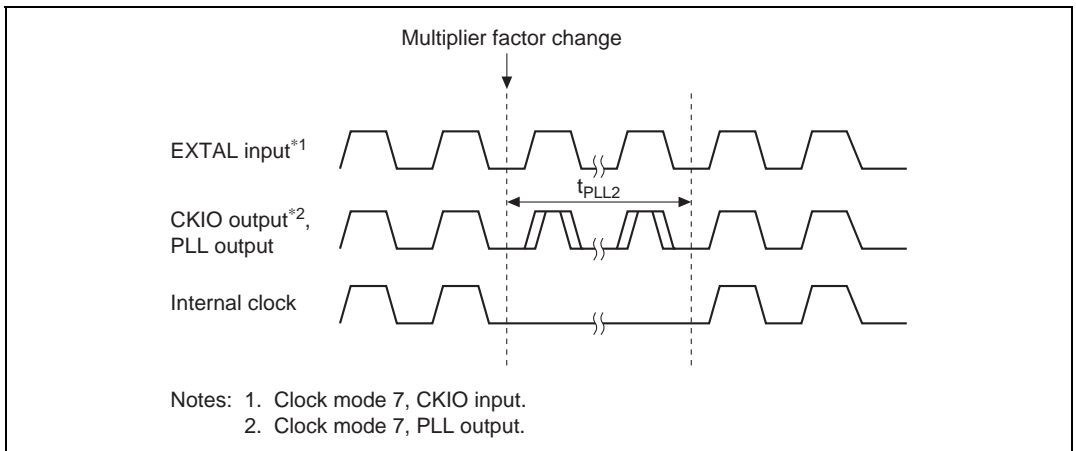 Multiplier factor change
EXTAL input*1
tPLL2
CKIO output*2,
PLL output
Internal clock
Notes: 1. Clock mode 7, CKIO input.
2. Clock mode 7, PLL output.